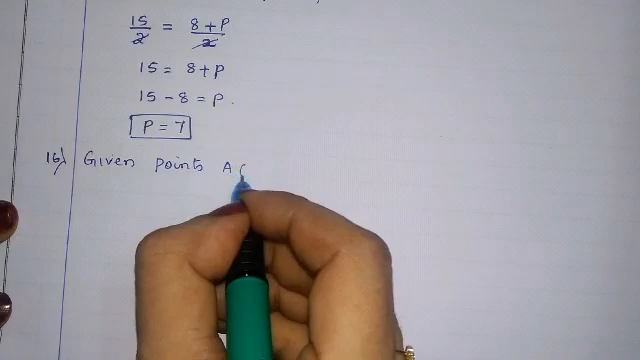 15/2 = 8+P/2
15 = 8+P
15 - 8 = P.
P = 7
16) Given points A(